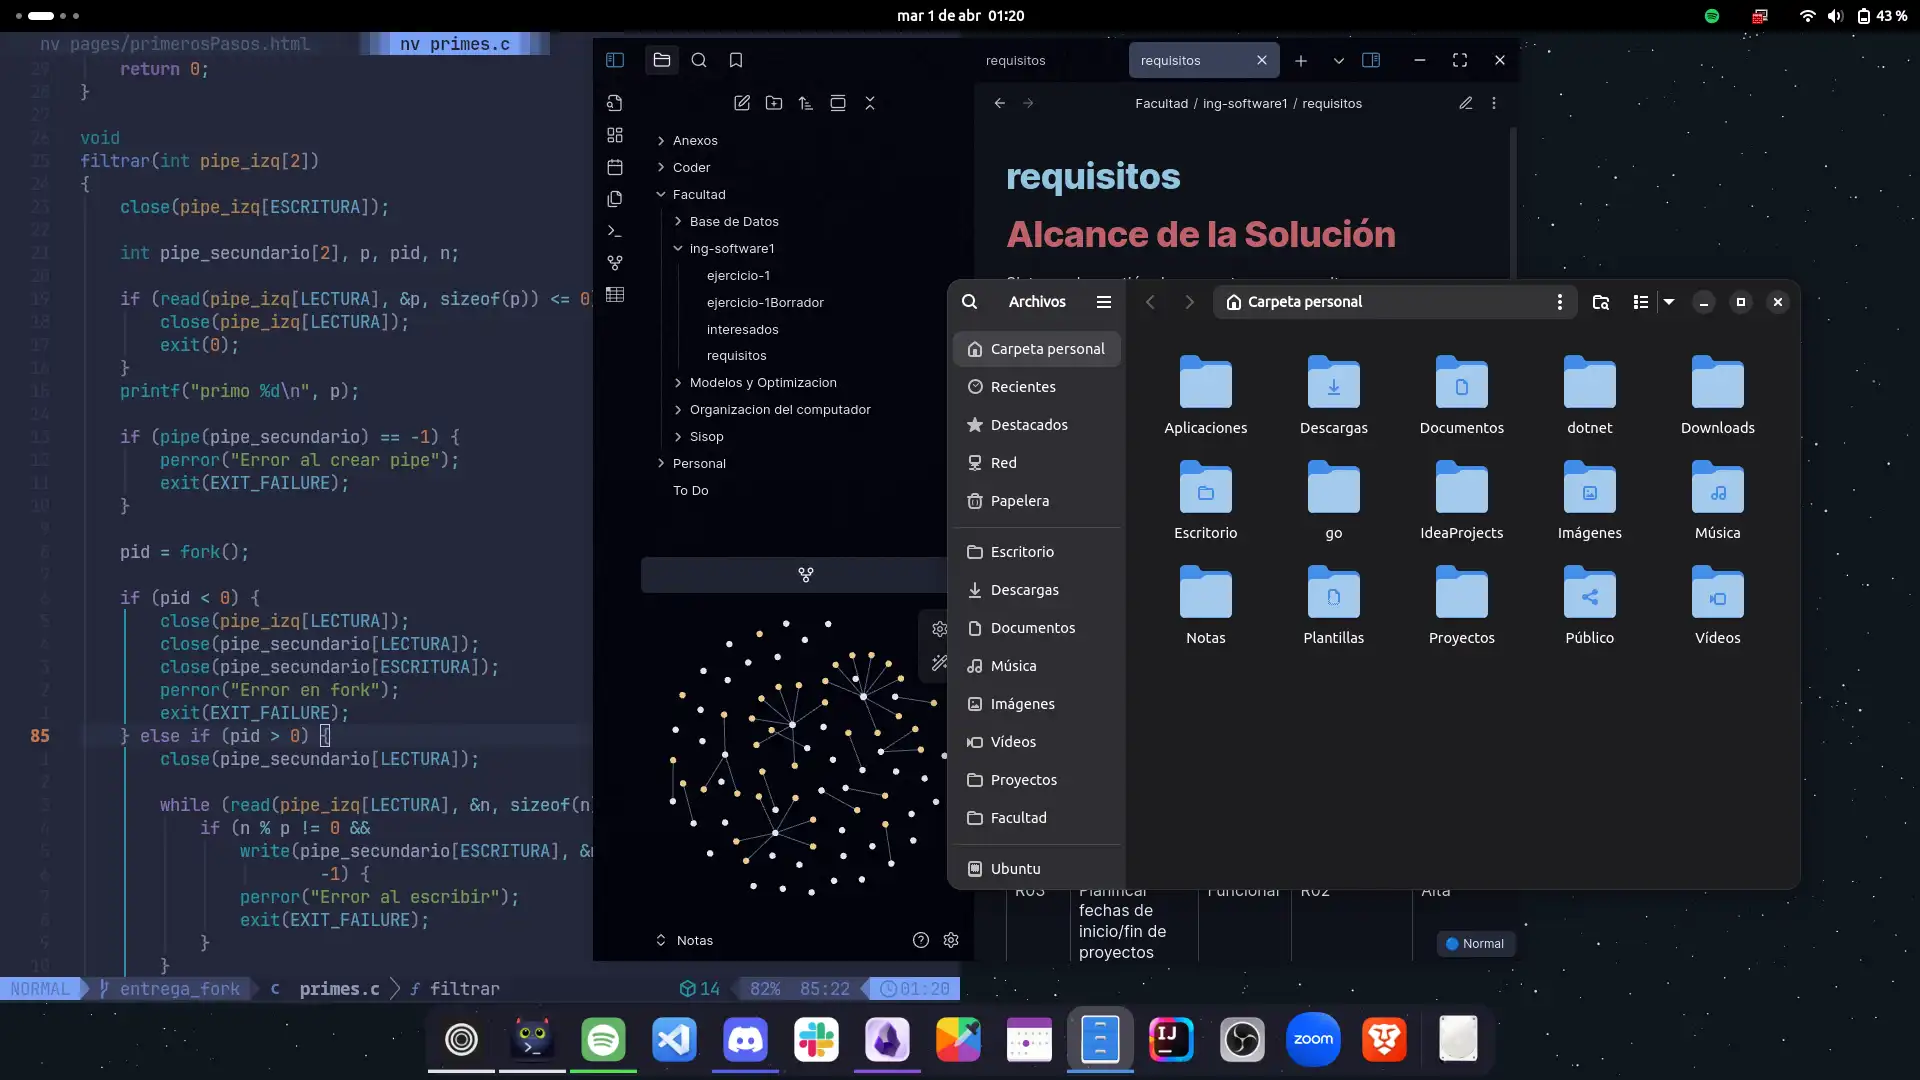 mar 1 de abr 01:20
43 %
nv pages/primerosPasos.html
nv primes.c
29 return 0;
28 }
27
26 void
25 filtrar(int pipe_izq[2])
24 {
23 close(pipe_izq[ESCRITURA]);
22
21 int pipe_secundario[2], p, pid, n;
20
19 if (read(pipe_izq[LECTURA], &p, sizeof(p)) <= 0
18 close(pipe_izq[LECTURA]);
17 exit(0);
16 }
15 printf("primo %d\n", p);
14
13 if (pipe(pipe_secundario) == -1) {
12 perror("Error al crear pipe");
11 exit(EXIT_FAILURE);
10 }
9
8 pid = fork();
7
6 if (pid < 0) {
5 close(pipe_izq[LECTURA]);
4 close(pipe_secundario[LECTURA]);
3 close(pipe_secundario[ESCRITURA]);
2 perror("Error en fork");
1 exit(EXIT_FAILURE);
85 } else if (pid > 0) {
1 close(pipe_secundario[LECTURA]);
2
3 while (read(pipe_izq[LECTURA], &n, sizeof(n)
4 if (n % p != 0 &&
5 write(pipe_secundario[ESCRITURA], &
6 -1) {
7 perror("Error al escribir");
8 exit(EXIT_FAILURE);
9 }
10 }
NORMAL entrega_fork c primes.c filtrar 14 82% 85:22 01:20
Anexos
Coder
Facultad
Base de Datos
ing-software1
ejercicio-1
ejercicio-1Borrador
interesados
requisitos
Modelos y Optimizacion
Organizacion del computador
Sisop
Personal
To Do
Notas
requisitos
requisitos
Facultad / ing-software1 / requisitos
requisitos
Alcance de la Solución
Archivos
Carpeta personal
Carpeta personal
Recientes
Destacados
Red
Papelera
Escritorio
Descargas
Documentos
Música
Imágenes
Vídeos
Proyectos
Facultad
Ubuntu
Aplicaciones
Descargas
Documentos
dotnet
Downloads
Escritorio
go
IdeaProjects
Imágenes
Música
Notas
Plantillas
Proyectos
Público
Vídeos
R03 Planificar Funcional R02 Alta
fechas de
inicio/fin de
proyectos
Normal
IJ
zoom